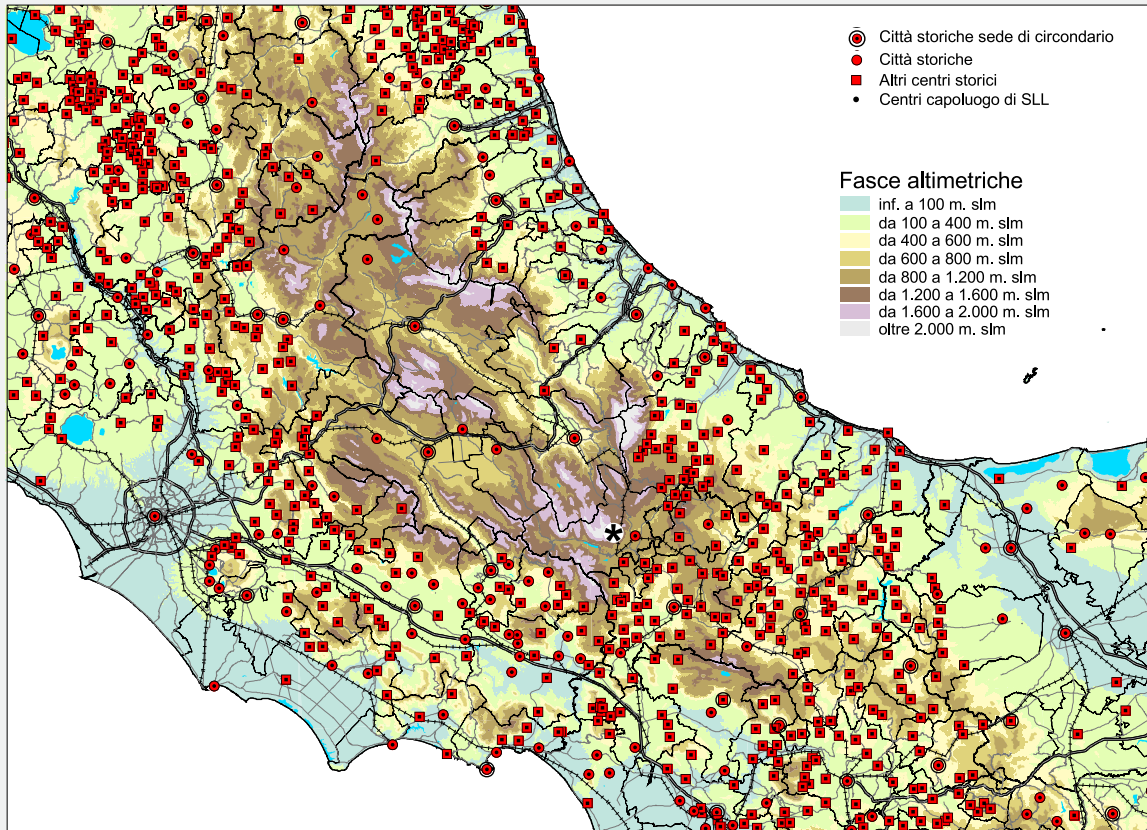 Città storiche sede di circondario
Città storiche
Altri centri storici
Centri capoluogo di SLL
Fasce altimetriche
inf. a 100 m. slm
da 100 a 400 m. slm
da 400 a 600 m. slm
da 600 a 800 m. slm
da 800 a 1.200 m. slm
da 1.200 a 1.600 m. slm
da 1.600 a 2.000 m. slm
oltre 2.000 m. slm
*